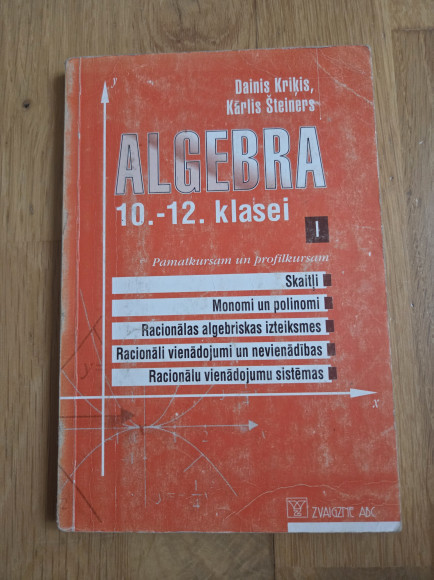 y
Dainis Kriķis,
Kārlis Šteiners
ALGEBRA
10.-12. klasei
I
Pamatkursam un profilkursam
Skaitļi
Monomi un polinomi
Racionālas algebriskas izteiksmes
Racionāli vienādojumi un nevienādības
Racionālu vienādojumu sistēmas
x
ZVAIGZNE ABC